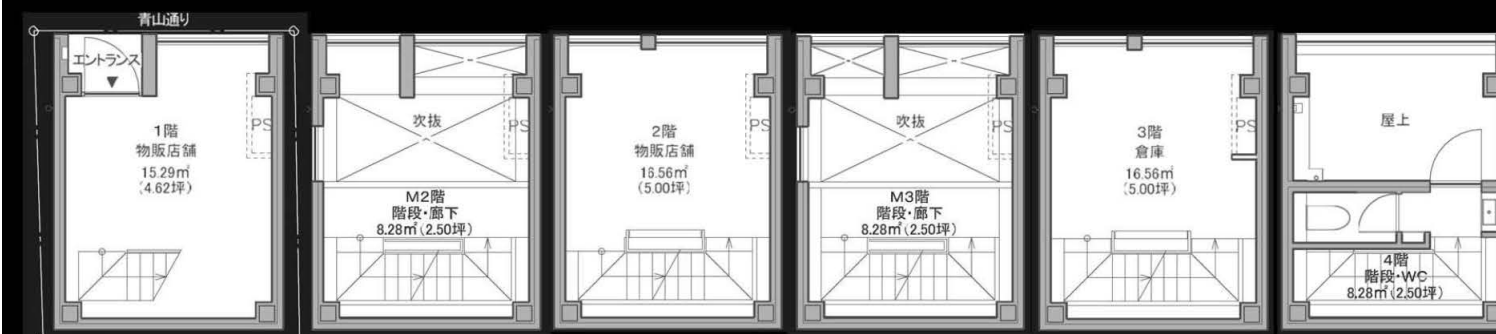 青山通り
エントランス
1階
物販店舗
15.29㎡
(4.62坪)
PS
吹抜
PS
M2階
階段・廊下
8.28㎡(2.50坪)
2階
物販店舗
16.56㎡
(5.00坪)
PS
吹抜
PS
M3階
階段・廊下
8.28㎡(2.50坪)
3階
倉庫
16.56㎡
(5.00坪)
PS
屋上
4階
階段・WC
8.28㎡(2.50坪)